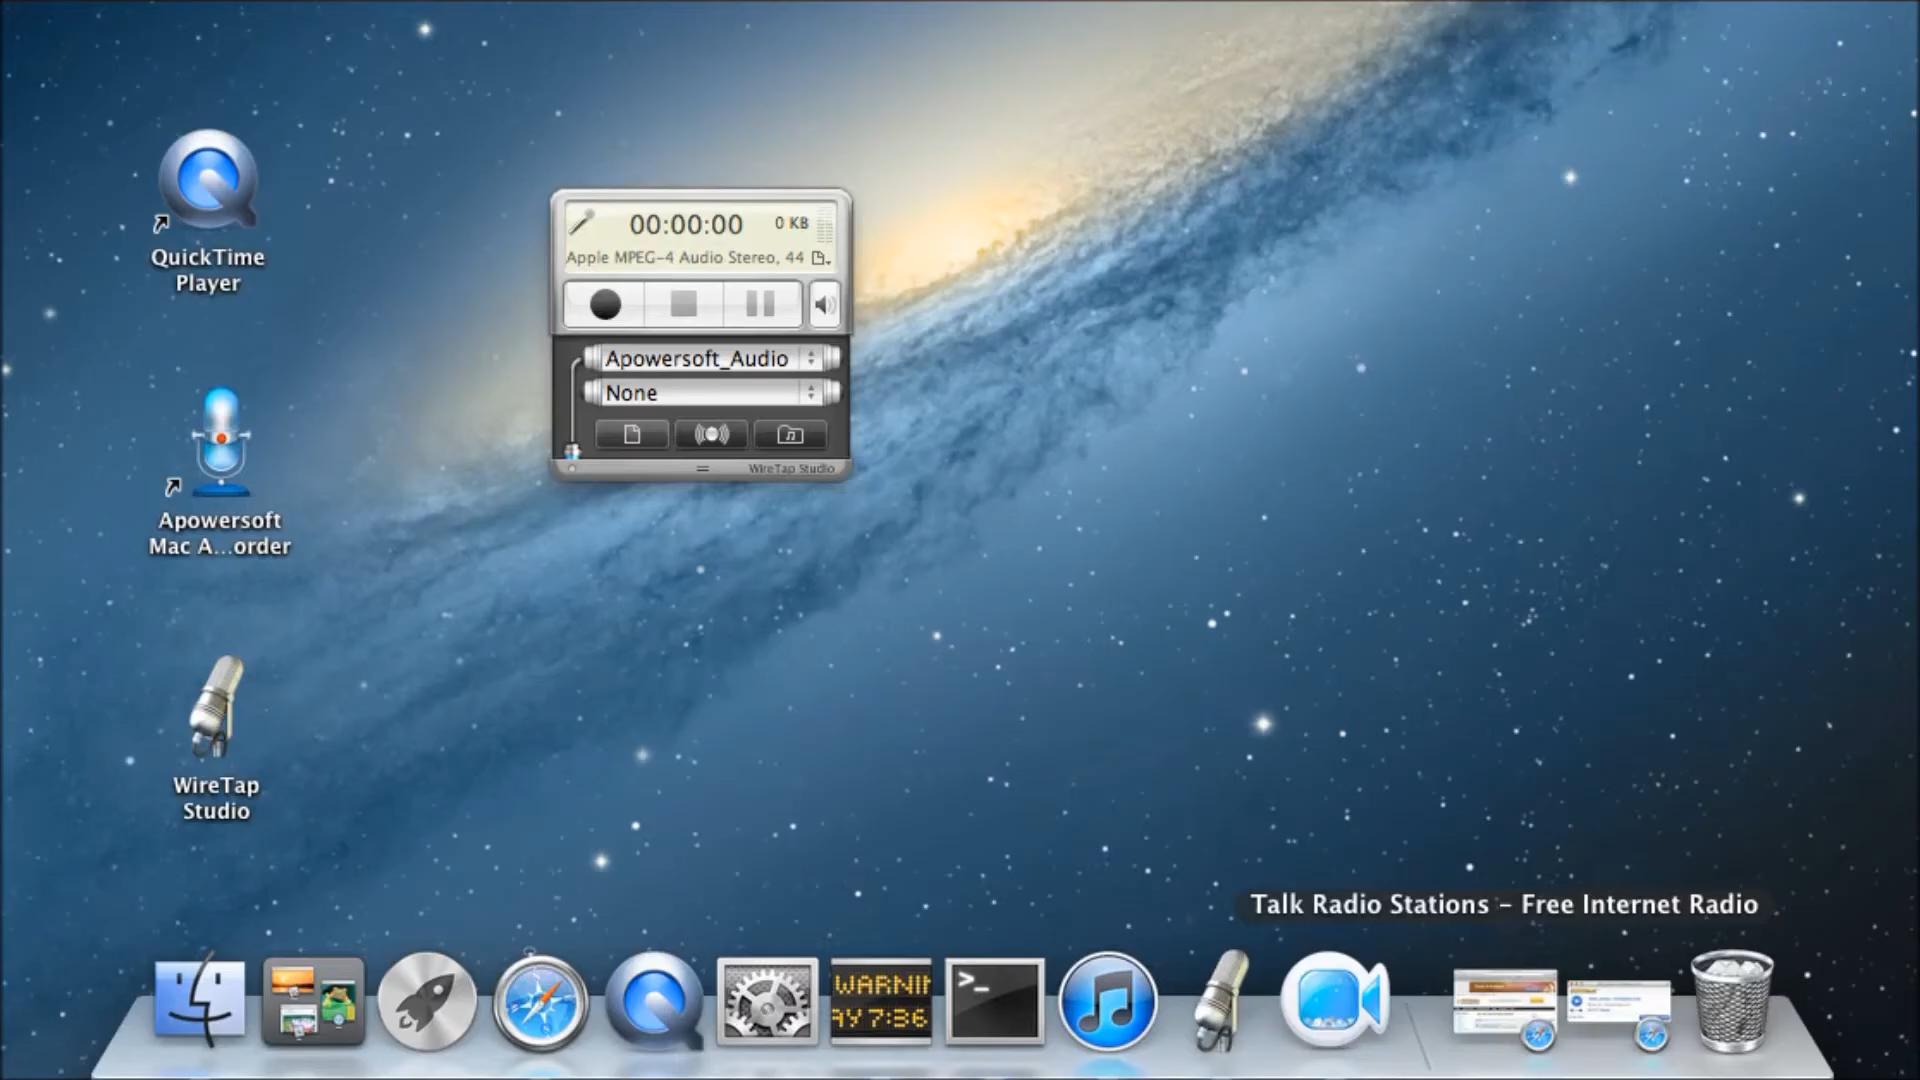 QuickTime
Player
Apowersoft
Mac A...order
WireTap
Studio
00:00:00 0 KB
Apple MPEG-4 Audio Stereo, 44
Apowersoft_Audio
None
WireTap Studio
Talk Radio Stations – Free Internet Radio
WARNIN
AY 7:36
>_